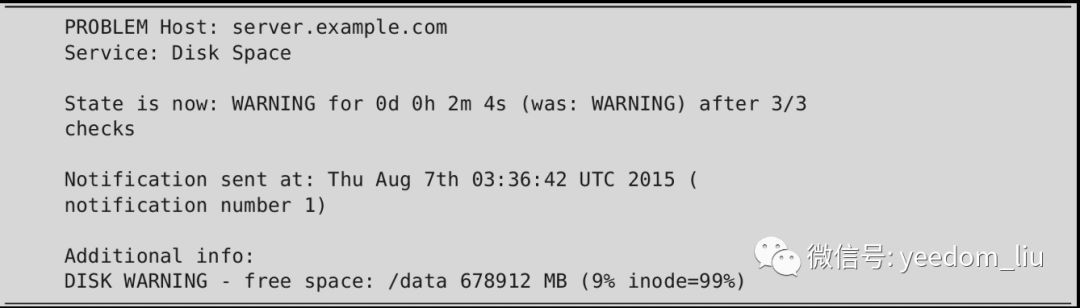 PROBLEM Host: server.example.com
Service: Disk Space
State is now: WARNING for 0d 0h 2m 4s (was: WARNING) after 3/3
checks
Notification sent at: Thu Aug 7th 03:36:42 UTC 2015 (
notification number 1)
Additional info:
DISK WARNING - free space: /data 678912 MB (9% inode=99%)
微信号: yeedom_liu